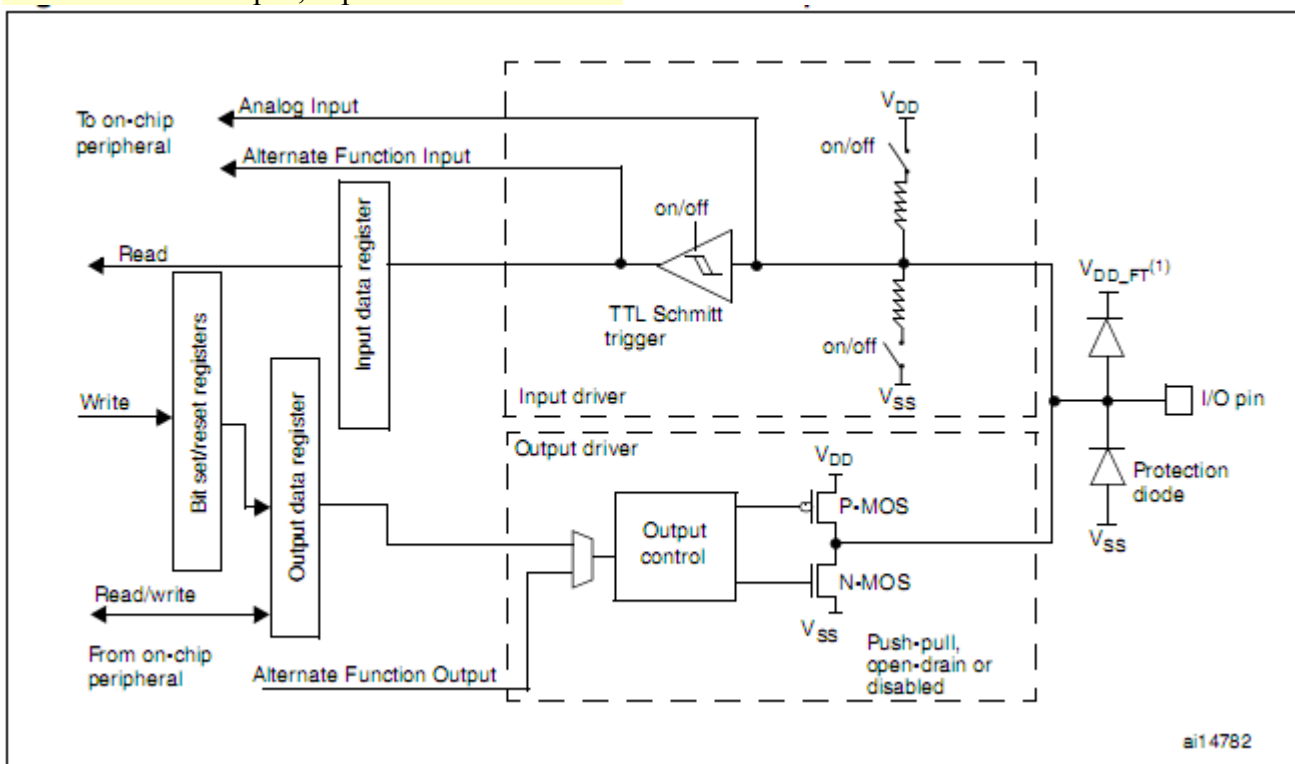 V_DD
Analog Input
To on-chip
peripheral
on/off
Alternate Function Input
on/off
Read
Input data register
V_DD_FT(1)
TTL Schmitt
trigger
on/off
Bit set/reset registers
Write
Input driver
V_SS
I/O pin
Output driver
V_DD
Output data register
Protection
diode
P-MOS
Output
control
V_SS
N-MOS
Read/write
V_SS
From on-chip
peripheral
Push-pull,
open-drain or
disabled
Alternate Function Output
ai14782